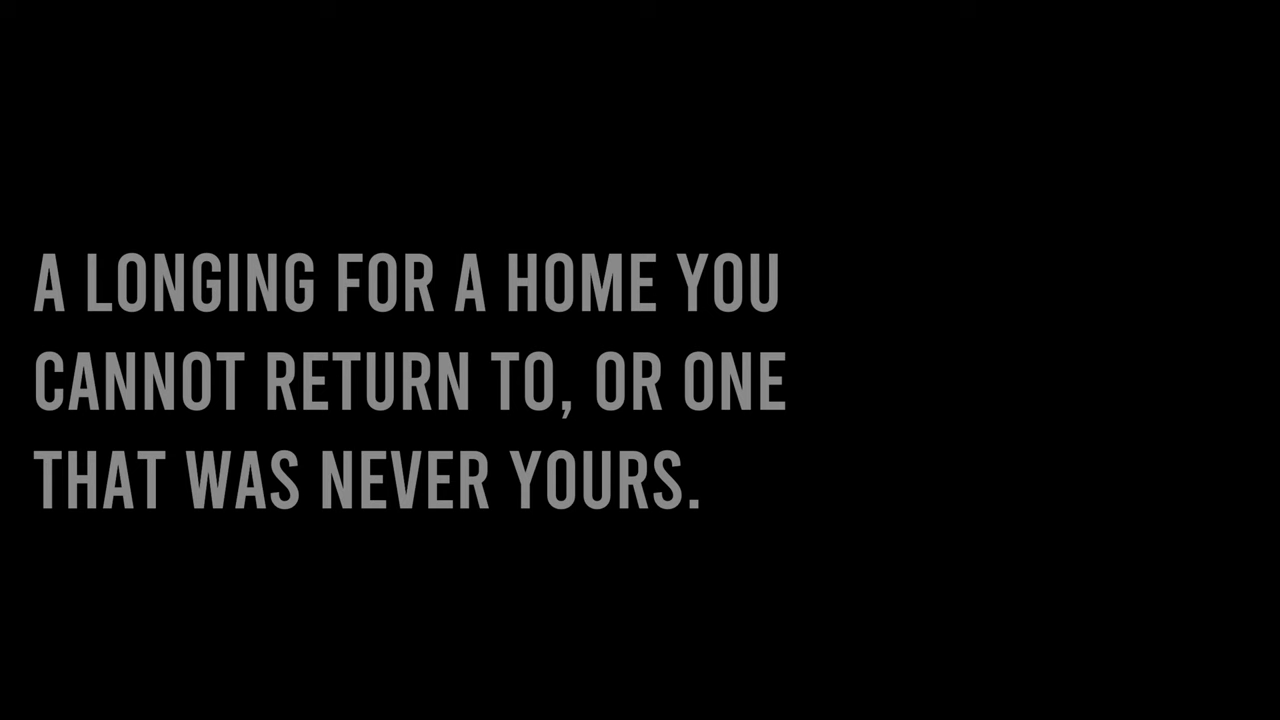 A LONGING FOR A HOME YOU
CANNOT RETURN TO, OR ONE
THAT WAS NEVER YOURS.